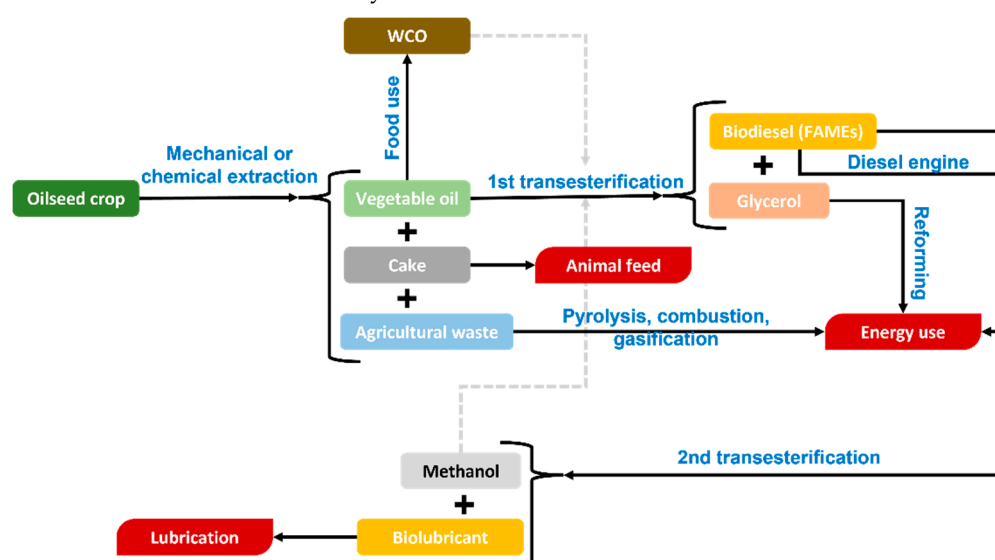 WCO
Food use
Mechanical or
chemical extraction
Oilseed crop
Vegetable oil
1st transesterification
Biodiesel (FAMEs)
+
Diesel engine
Glycerol
Reforming
+
Cake
Animal feed
+
Agricultural waste
Pyrolysis, combustion,
gasification
Energy use
Methanol
2nd transesterification
+
Biolubricant
Lubrication